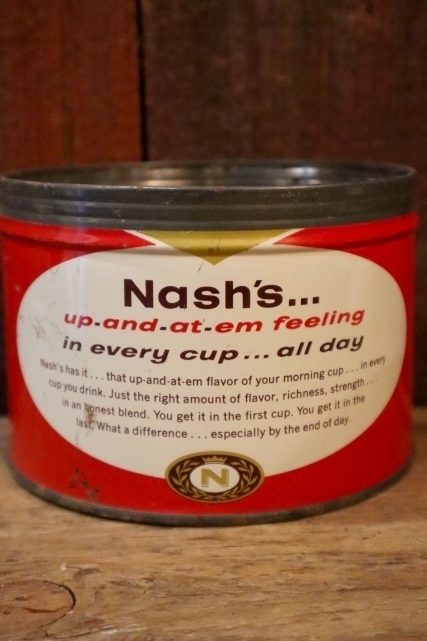 Nash's...
up-and-at-em feeling
in every cup... all day
Nash's has it... that up-and-at-em flavor of your morning cup... in every
cup you drink. Just the right amount of flavor, richness, strength...
in an honest blend. You get it in the first cup. You get it in the
last. What a difference... especially by the end of day.
N